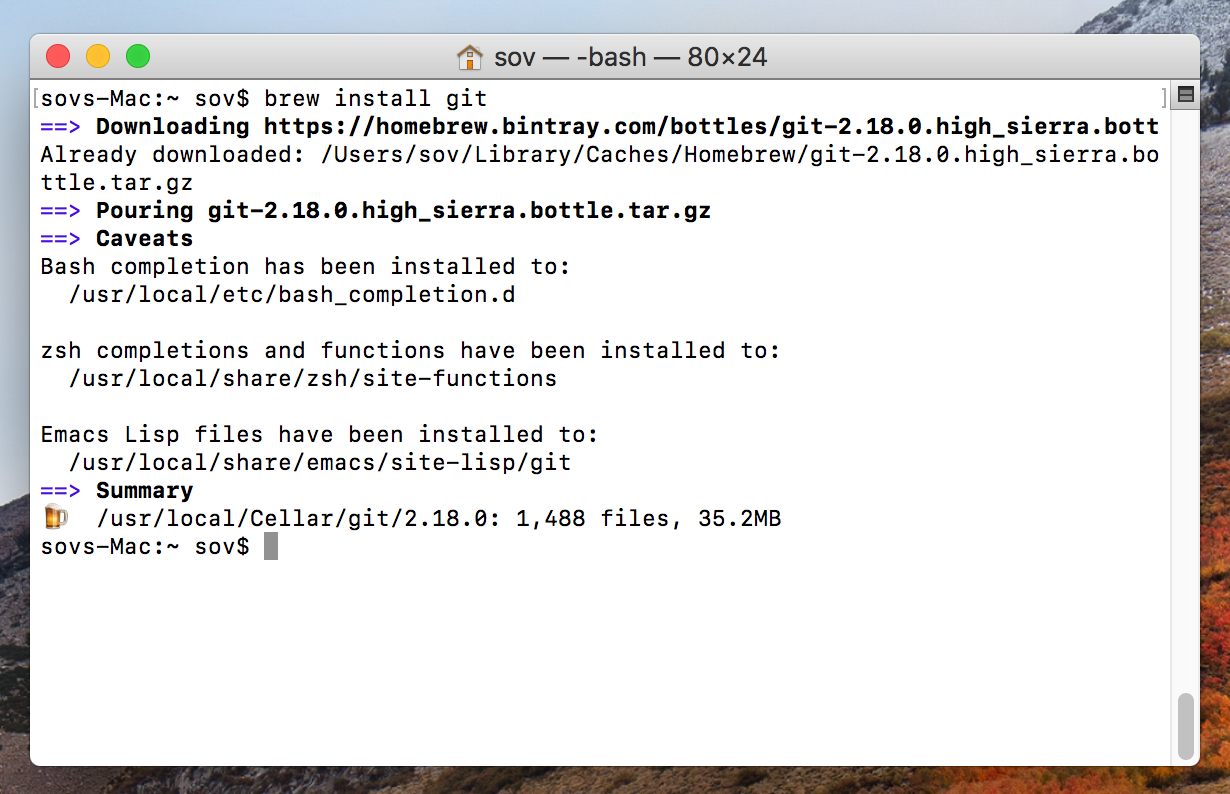 sov — -bash — 80×24
[sovs-Mac:~ sov$ brew install git ]
==> Downloading https://homebrew.bintray.com/bottles/git-2.18.0.high_sierra.bott
Already downloaded: /Users/sov/Library/Caches/Homebrew/git-2.18.0.high_sierra.bo
ttle.tar.gz
==> Pouring git-2.18.0.high_sierra.bottle.tar.gz
==> Caveats
Bash completion has been installed to:
  /usr/local/etc/bash_completion.d

zsh completions and functions have been installed to:
  /usr/local/share/zsh/site-functions

Emacs Lisp files have been installed to:
  /usr/local/share/emacs/site-lisp/git
==> Summary
🍺  /usr/local/Cellar/git/2.18.0: 1,488 files, 35.2MB
sovs-Mac:~ sov$